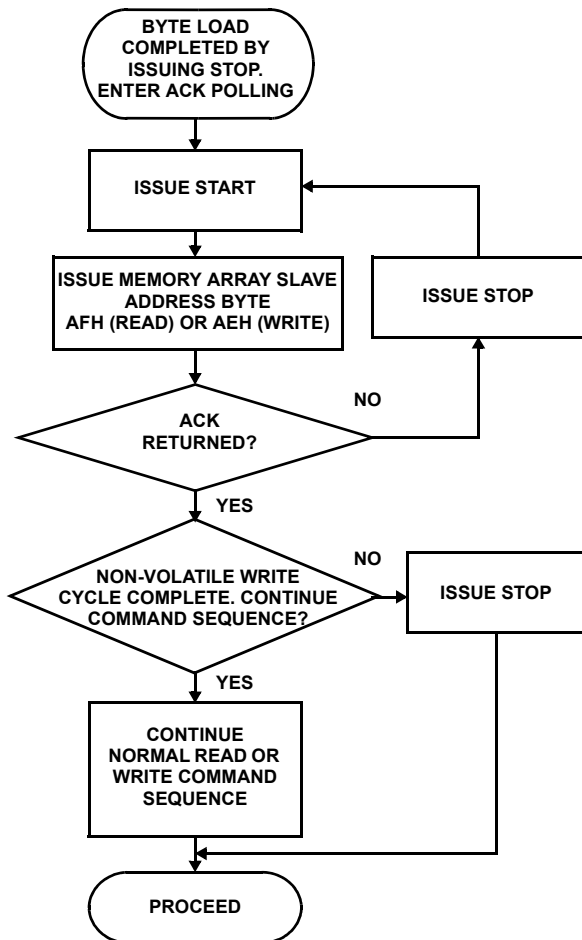 BYTE LOAD
COMPLETED BY
ISSUING STOP.
ENTER ACK POLLING
ISSUE START
ISSUE MEMORY ARRAY SLAVE
ADDRESS BYTE
AFH (READ) OR AEH (WRITE)
ISSUE STOP
ACK
RETURNED?
NO
YES
NON-VOLATILE WRITE
CYCLE COMPLETE. CONTINUE
COMMAND SEQUENCE?
NO
ISSUE STOP
YES
CONTINUE
NORMAL READ OR
WRITE COMMAND
SEQUENCE
PROCEED